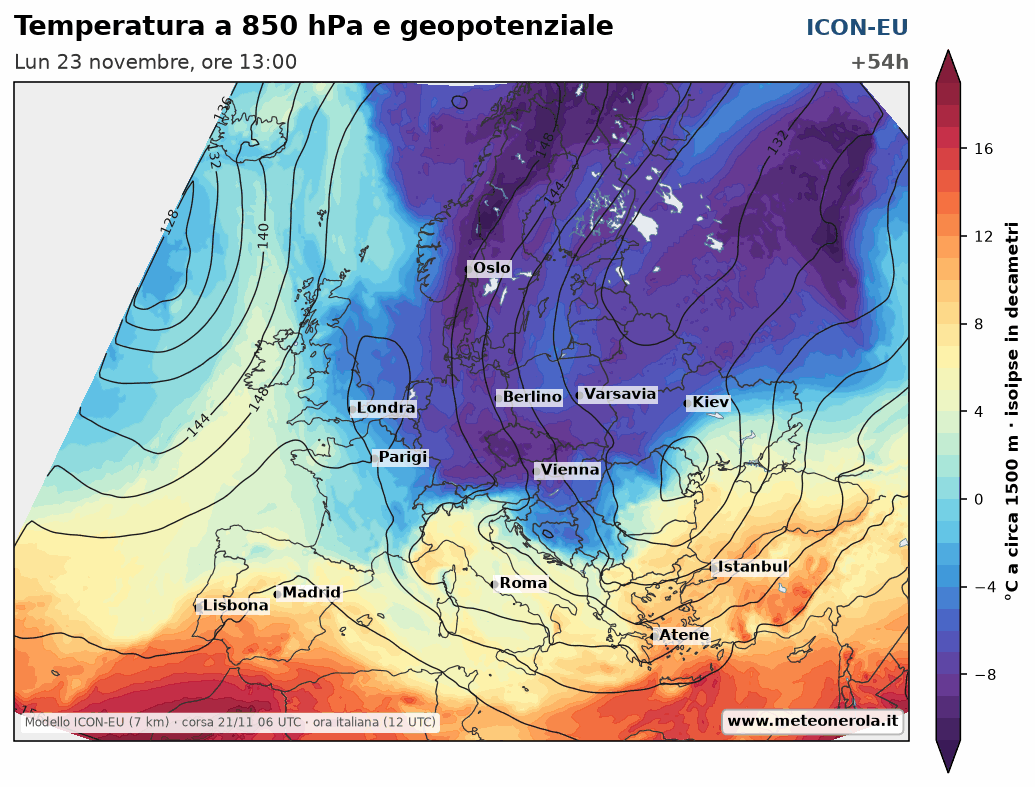 Temperatura a 850 hPa e geopotenziale
ICON-EU
Lun 23 novembre, ore 13:00
+54h
136
132
128
140
144
148
148
144
132
Oslo
Londra
Berlino
Varsavia
Kiev
Parigi
Vienna
Roma
Istanbul
Madrid
Lisbona
Atene
16
12
8
4
0
−4
−8
°C a circa 1500 m · isoipse in decametri
Modello ICON-EU (7 km) · corsa 21/11 06 UTC · ora italiana (12 UTC)
www.meteonerola.it